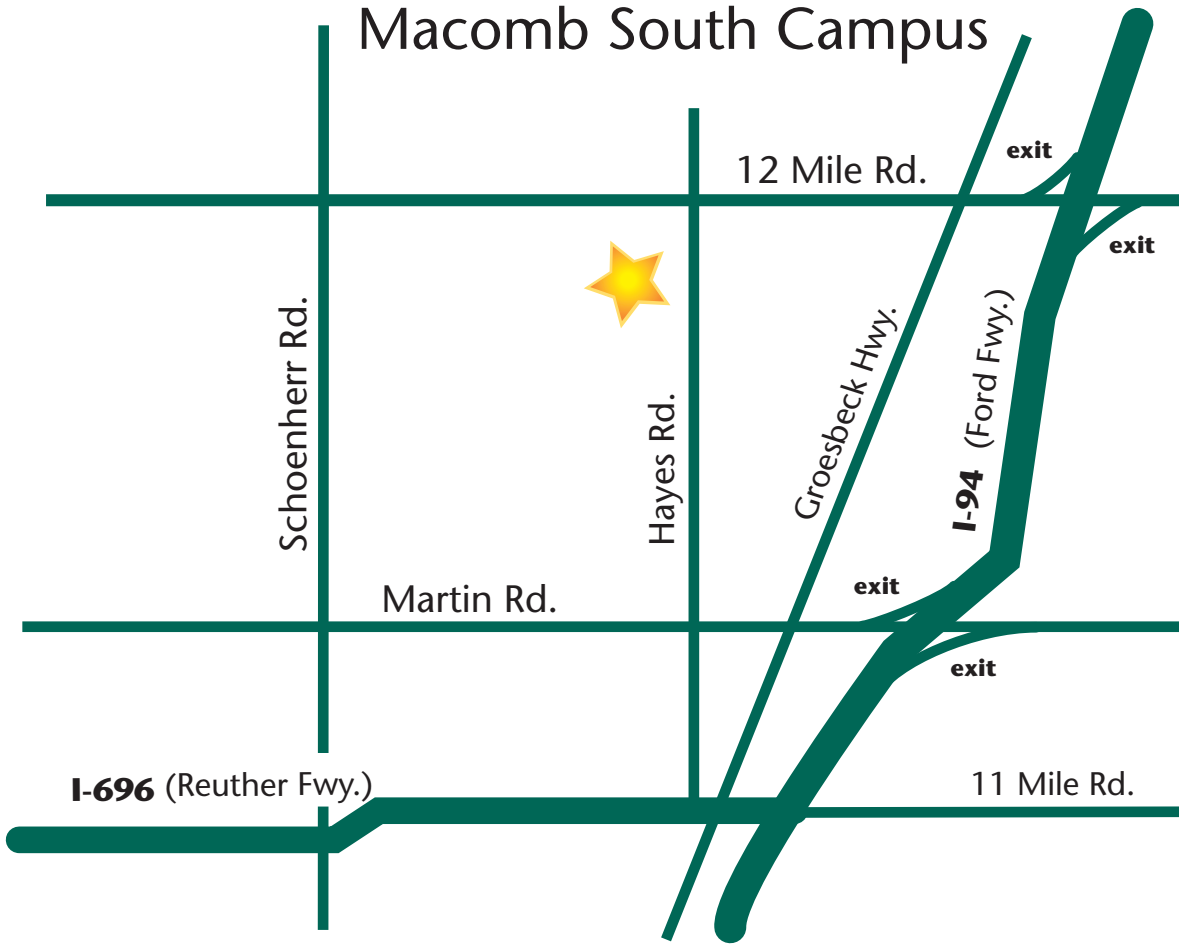 Macomb South Campus
exit
12 Mile Rd.
exit
Schoenherr Rd.
Hayes Rd.
Groesbeck Hwy.
I-94 (Ford Fwy.)
exit
Martin Rd.
exit
I-696 (Reuther Fwy.)
11 Mile Rd.